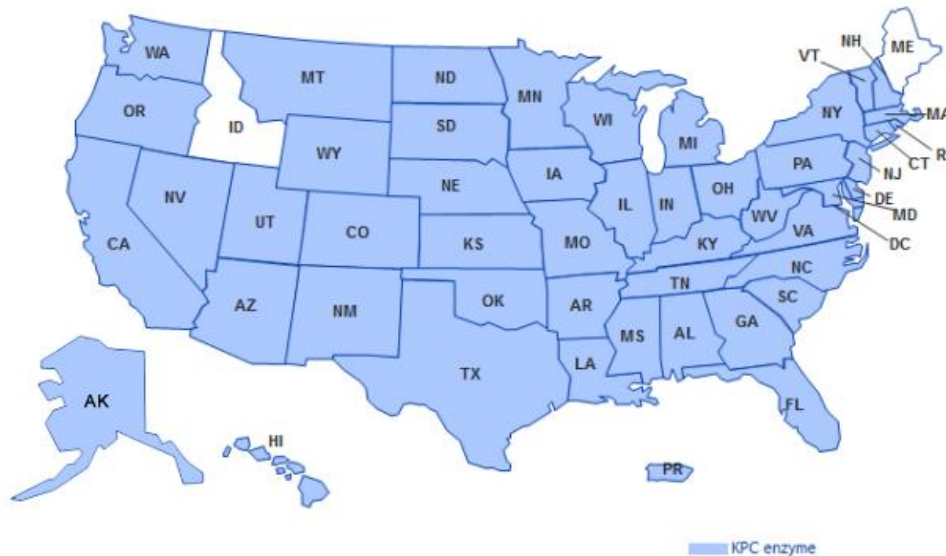 WA
MT
ND
MN
VT
NH
ME
OR
ID
SD
WI
MI
NY
MA
R
CT
WY
NE
IA
PA
NJ
NV
UT
CO
KS
MO
IL
IN
OH
WV
VA
DE
MD
DC
CA
KY
AZ
NM
OK
AR
TN
NC
SC
MS
AL
GA
TX
LA
FL
AK
HI
PR
KPC enzyme